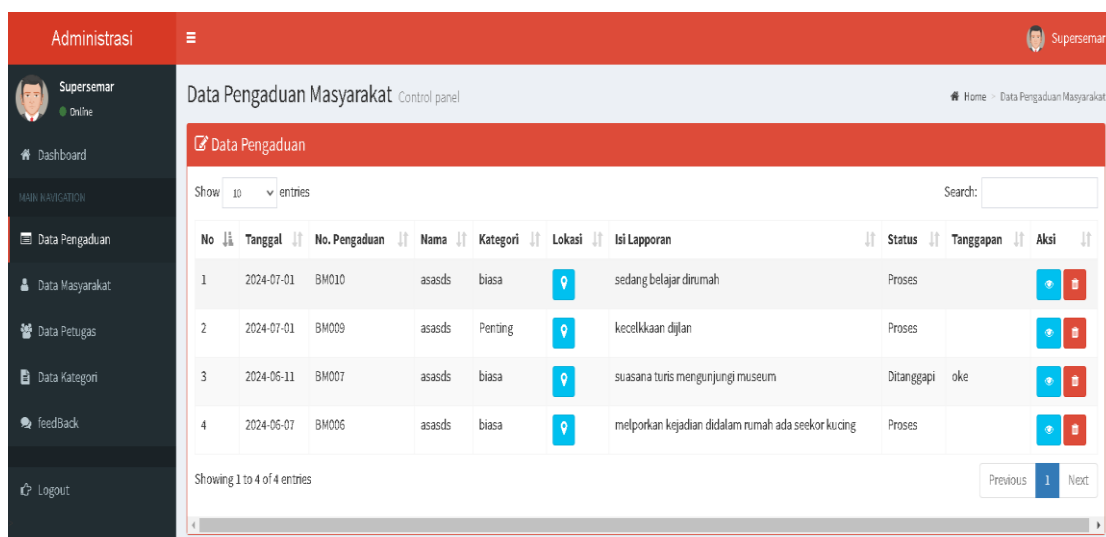 Administrasi
Supersemar
Supersemar
Online
Dashboard
MAIN NAVIGATION
Data Pengaduan
Data Masyarakat
Data Petugas
Data Kategori
feedBack
Logout
Data Pengaduan Masyarakat Control panel
Home > Data Pengaduan Masyarakat
Data Pengaduan
Show 10 entries
Search:
No Tanggal No. Pengaduan Nama Kategori Lokasi Isi Lapporan Status Tanggapan Aksi
1 2024-07-01 BM010 asasds biasa sedang belajar dirumah Proses
2 2024-07-01 BM009 asasds Penting kecelkkaan dijlan Proses
3 2024-06-11 BM007 asasds biasa suasana turis mengunjungi museum Ditanggapi oke
4 2024-06-07 BM006 asasds biasa melporkan kejadian didalam rumah ada seekor kucing Proses
Showing 1 to 4 of 4 entries
Previous 1 Next